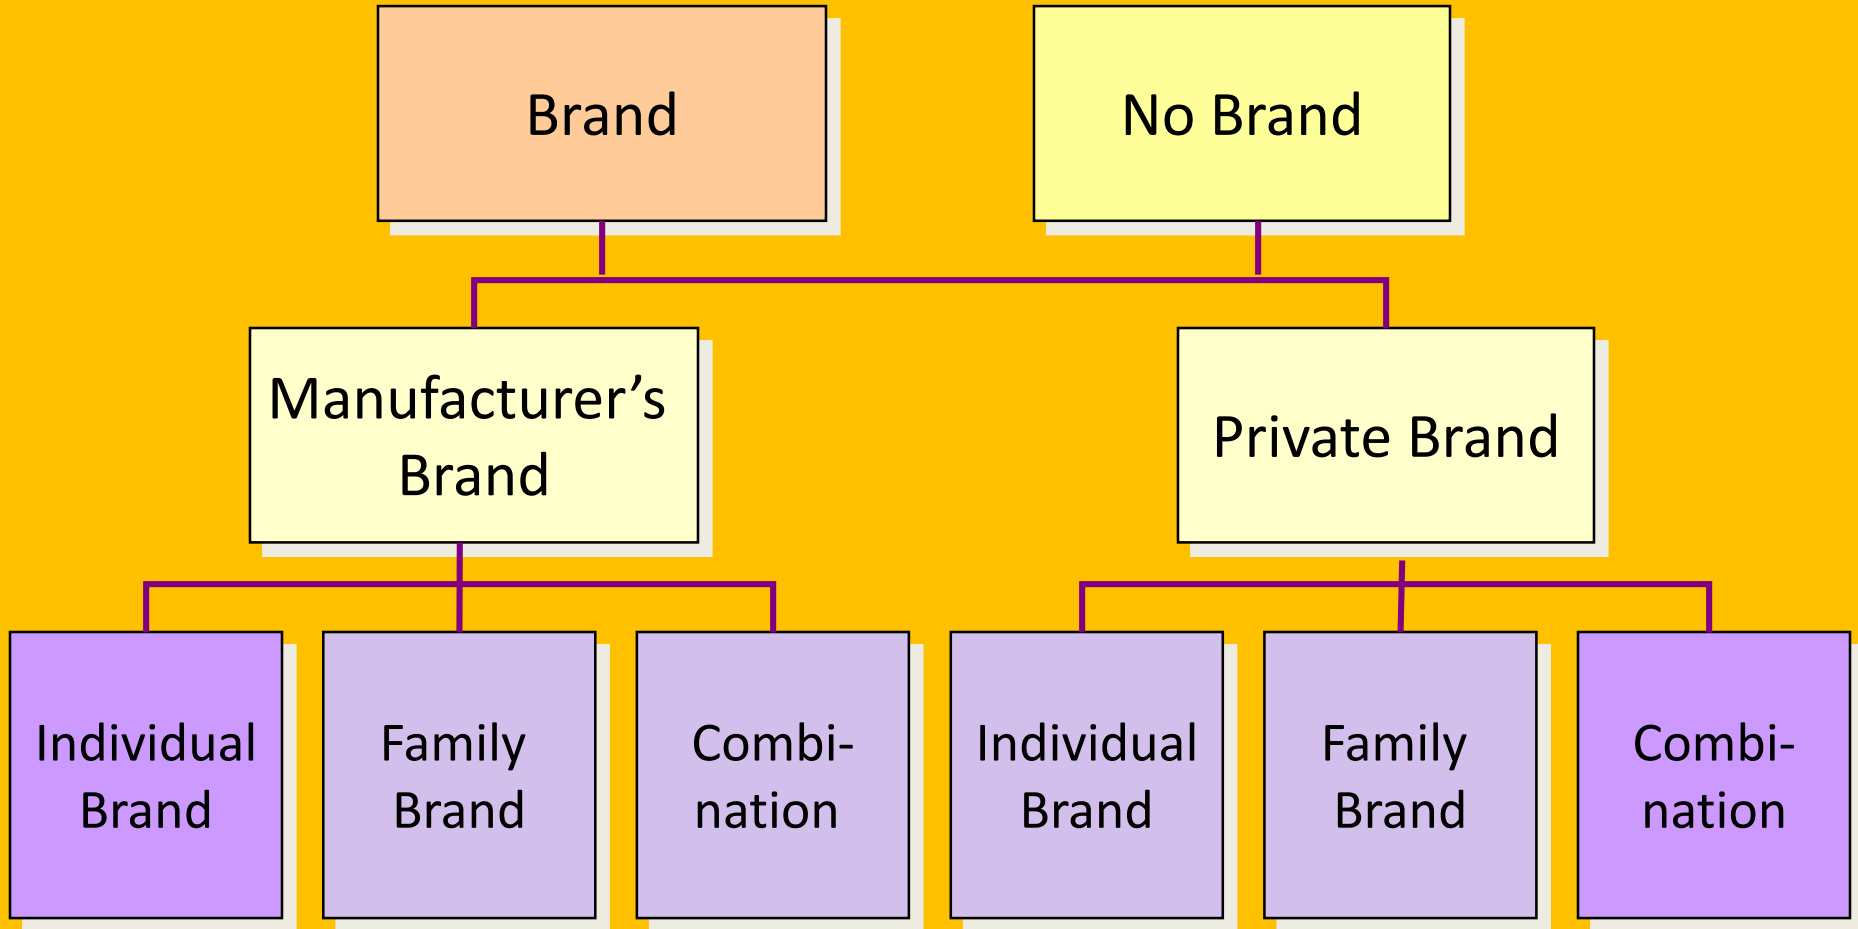 Brand
No Brand
Manufacturer’s
Brand
Private Brand
Individual
Brand
Family
Brand
Combi-
nation
Individual
Brand
Family
Brand
Combi-
nation